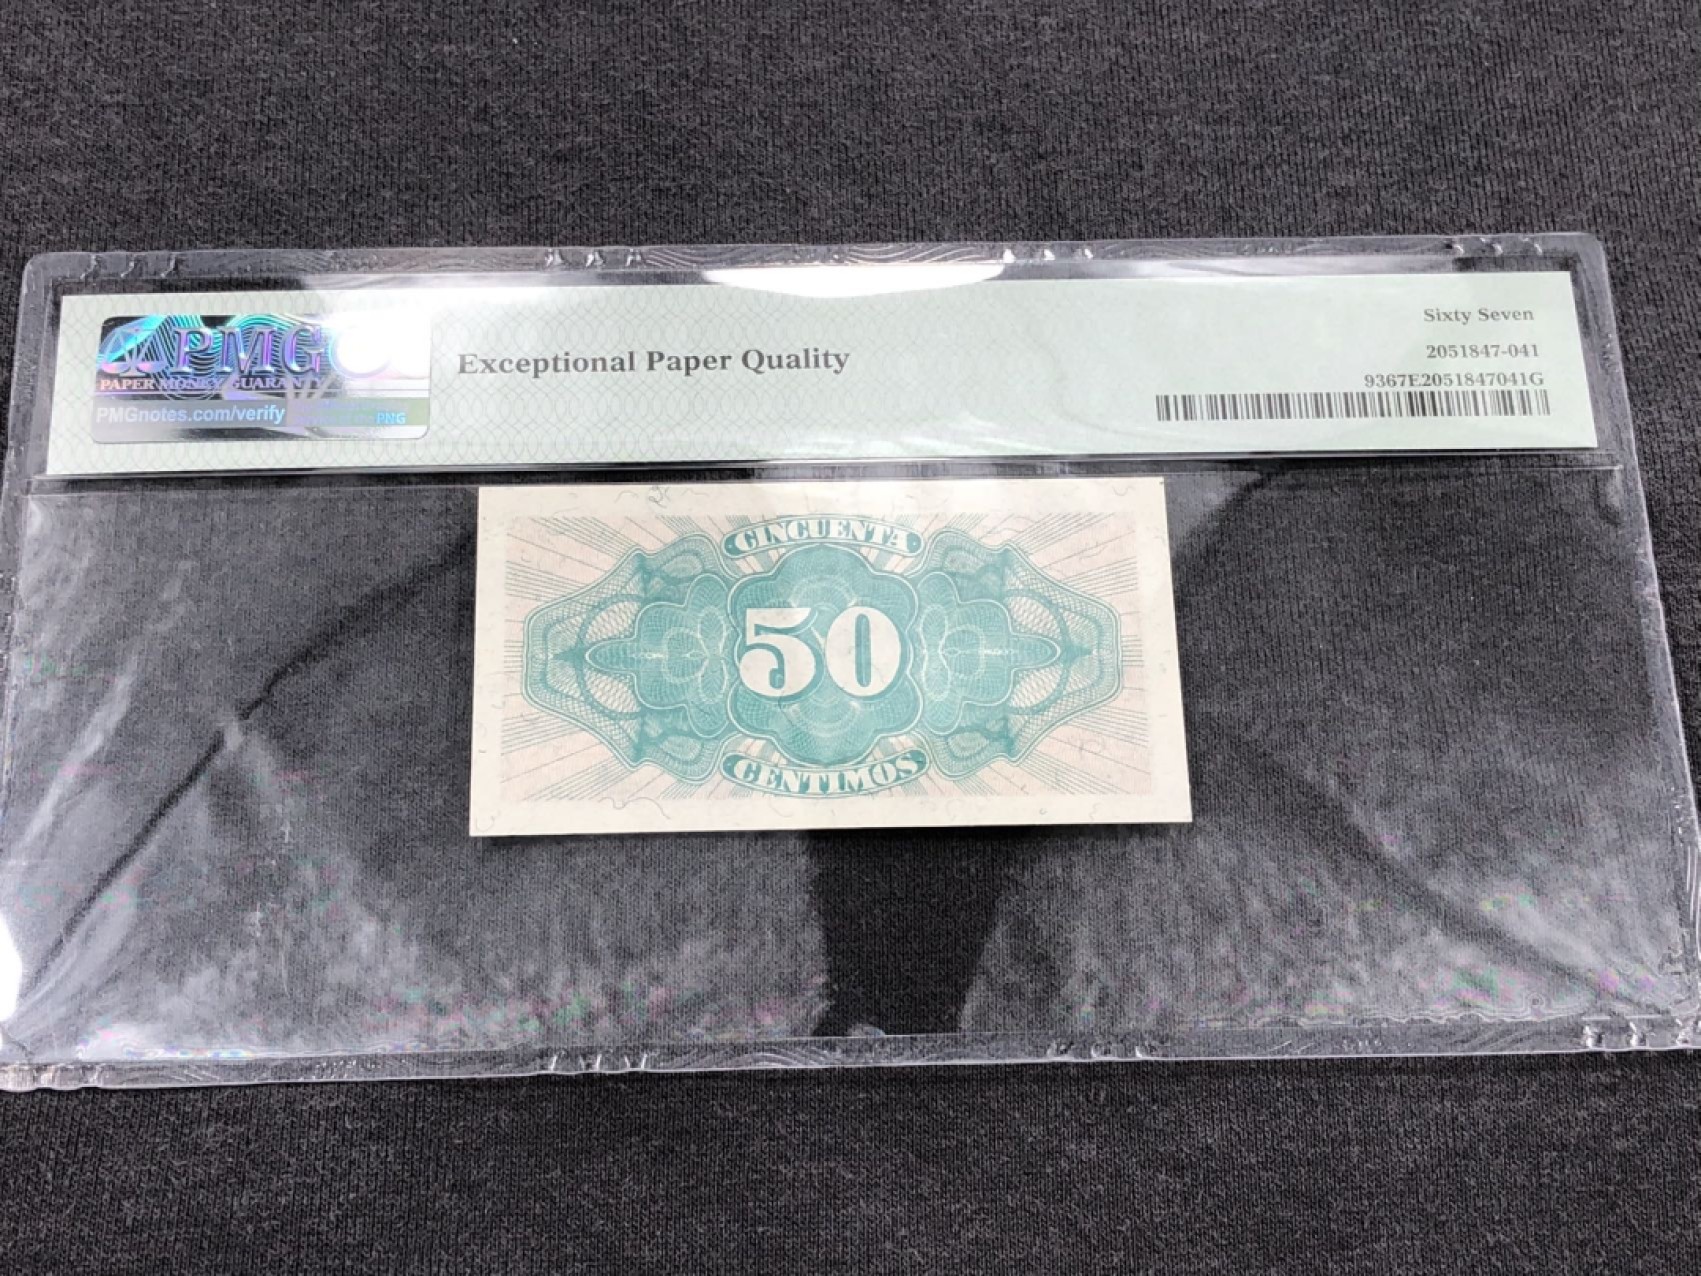 PMG
PAPER MONEY GUARANTY
PMGnotes.com/verify
Exceptional Paper Quality
Sixty Seven
2051847-041
9367E2051847041G
CINCUENTA
50
CENTIMOS